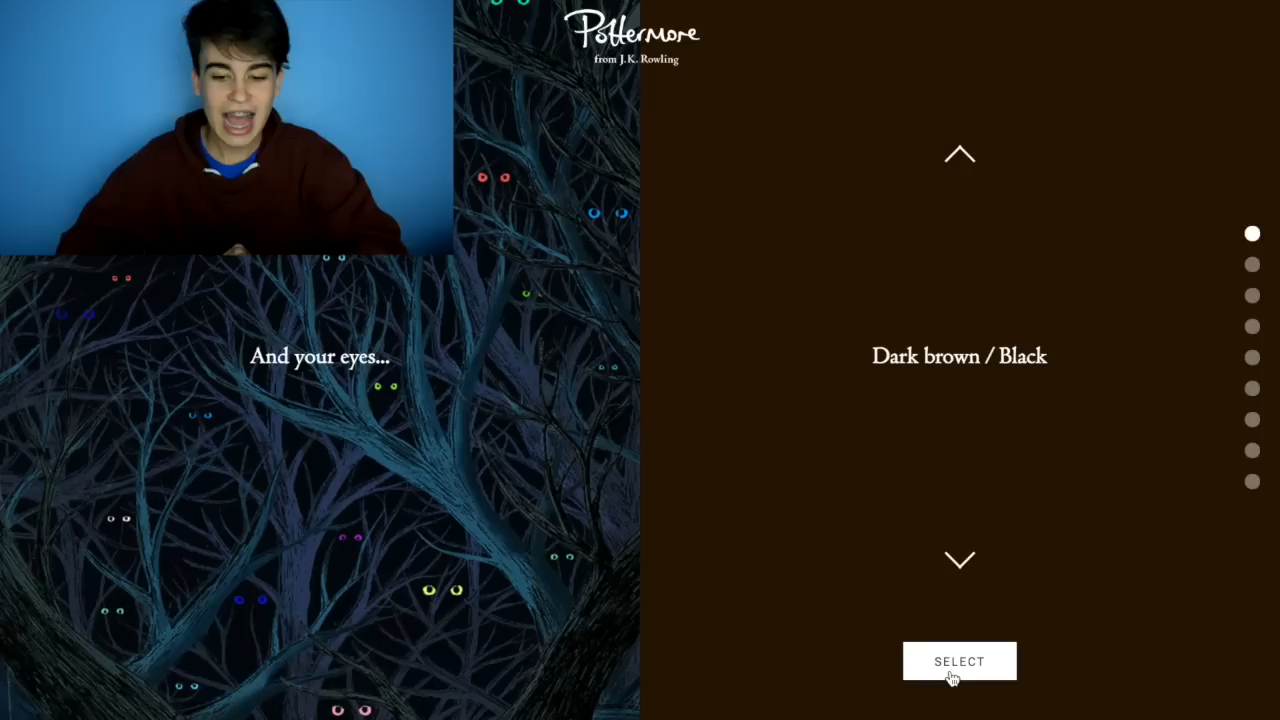 Pottermore
from J.K. Rowling
And your eyes...
Dark brown / Black
SELECT